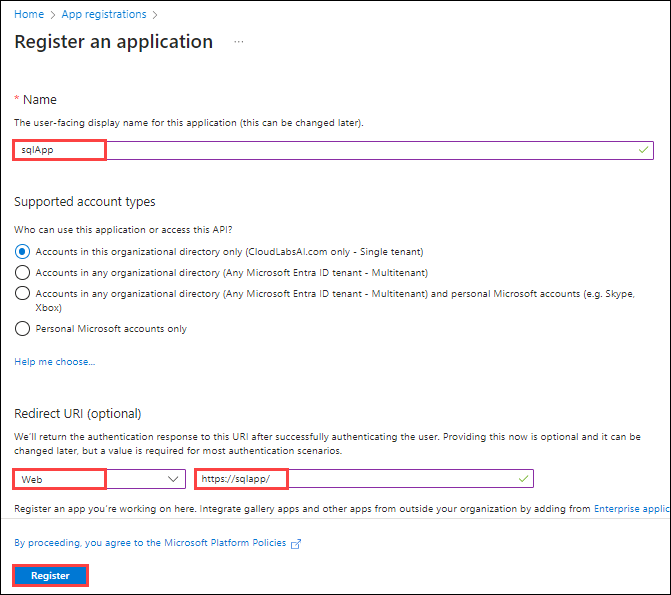 Home > App registrations >
Register an application ...
* Name
The user-facing display name for this application (this can be changed later).
sqlApp
Supported account types
Who can use this application or access this API?
Accounts in this organizational directory only (CloudLabsAI.com only - Single tenant)
Accounts in any organizational directory (Any Microsoft Entra ID tenant - Multitenant)
Accounts in any organizational directory (Any Microsoft Entra ID tenant - Multitenant) and personal Microsoft accounts (e.g. Skype,
Xbox)
Personal Microsoft accounts only
Help me choose...
Redirect URI (optional)
We'll return the authentication response to this URI after successfully authenticating the user. Providing this now is optional and it can be
changed later, but a value is required for most authentication scenarios.
Web https://sqlapp/
Register an app you're working on here. Integrate gallery apps and other apps from outside your organization by adding from Enterprise applic
By proceeding, you agree to the Microsoft Platform Policies
Register